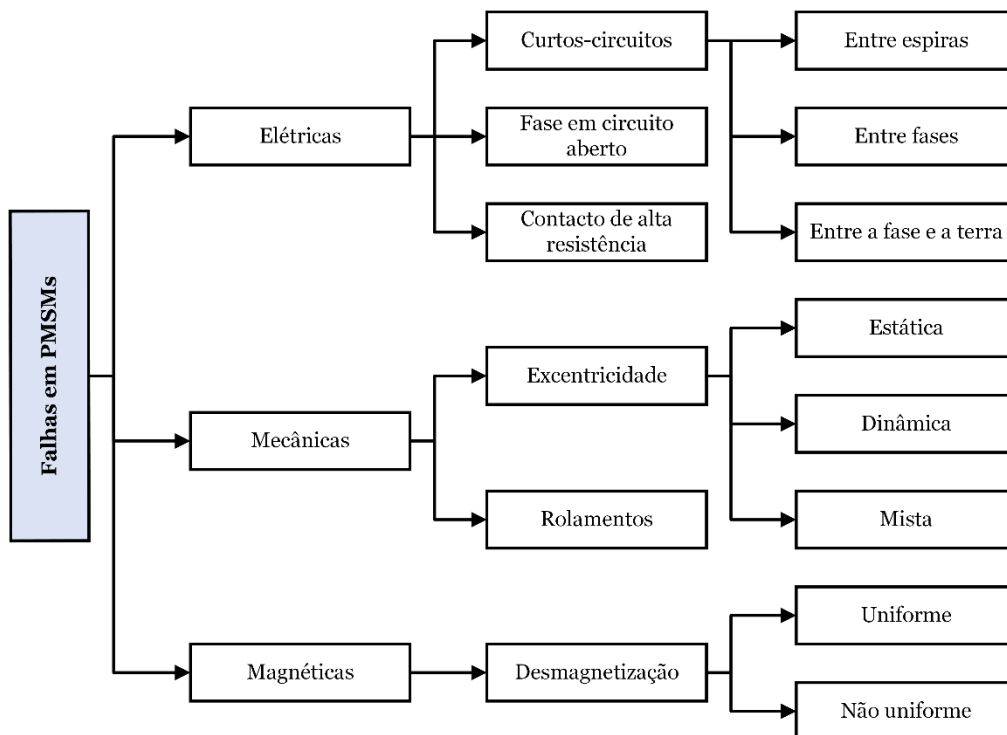 Falhas em PMSMs
Elétricas
Curtos-circuitos
Entre espiras
Entre fases
Entre a fase e a terra
Fase em circuito
aberto
Contacto de alta
resistência
Mecânicas
Excentricidade
Estática
Dinâmica
Mista
Rolamentos
Magnéticas
Desmagnetização
Uniforme
Não uniforme